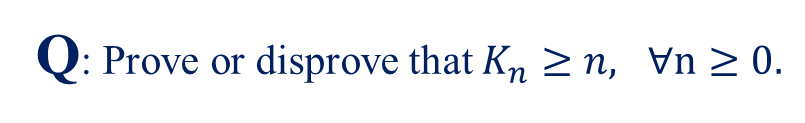 Q: Prove or disprove that Kₙ ≥ n, ∀n ≥ 0.